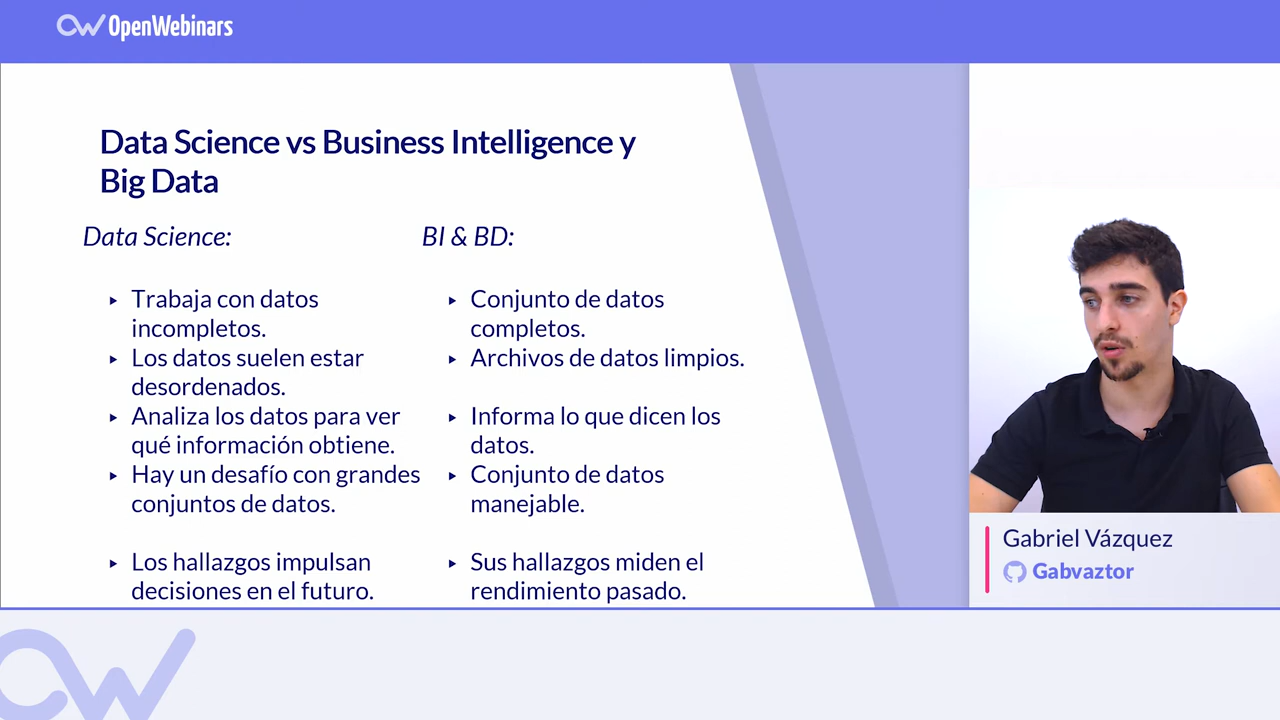 OpenWebinars
Data Science vs Business Intelligence y
Big Data
Data Science:
Trabaja con datos
incompletos.
Los datos suelen estar
desordenados.
Analiza los datos para ver
qué información obtiene.
Hay un desafío con grandes
conjuntos de datos.
Los hallazgos impulsan
decisiones en el futuro.
BI & BD:
Conjunto de datos
completos.
Archivos de datos limpios.
Informa lo que dicen los
datos.
Conjunto de datos
manejable.
Sus hallazgos miden el
rendimiento pasado.
Gabriel Vázquez
Gabvaztor